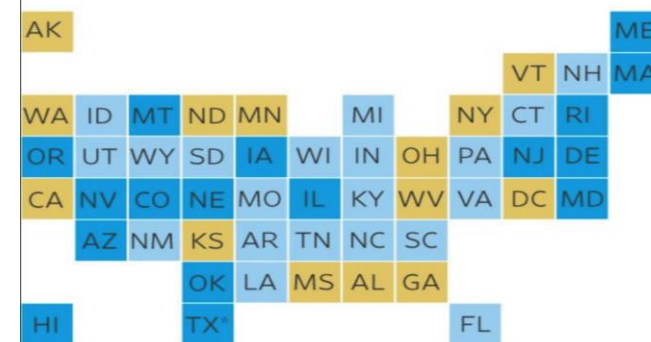 AK ME
VT NH MA
WA ID MT ND MN MI NY CT RI
OR UT WY SD IA WI IN OH PA NJ DE
CA NV CO NE MO IL KY WV VA DC MD
AZ NM KS AR TN NC SC
OK LA MS AL GA
HI TX* FL